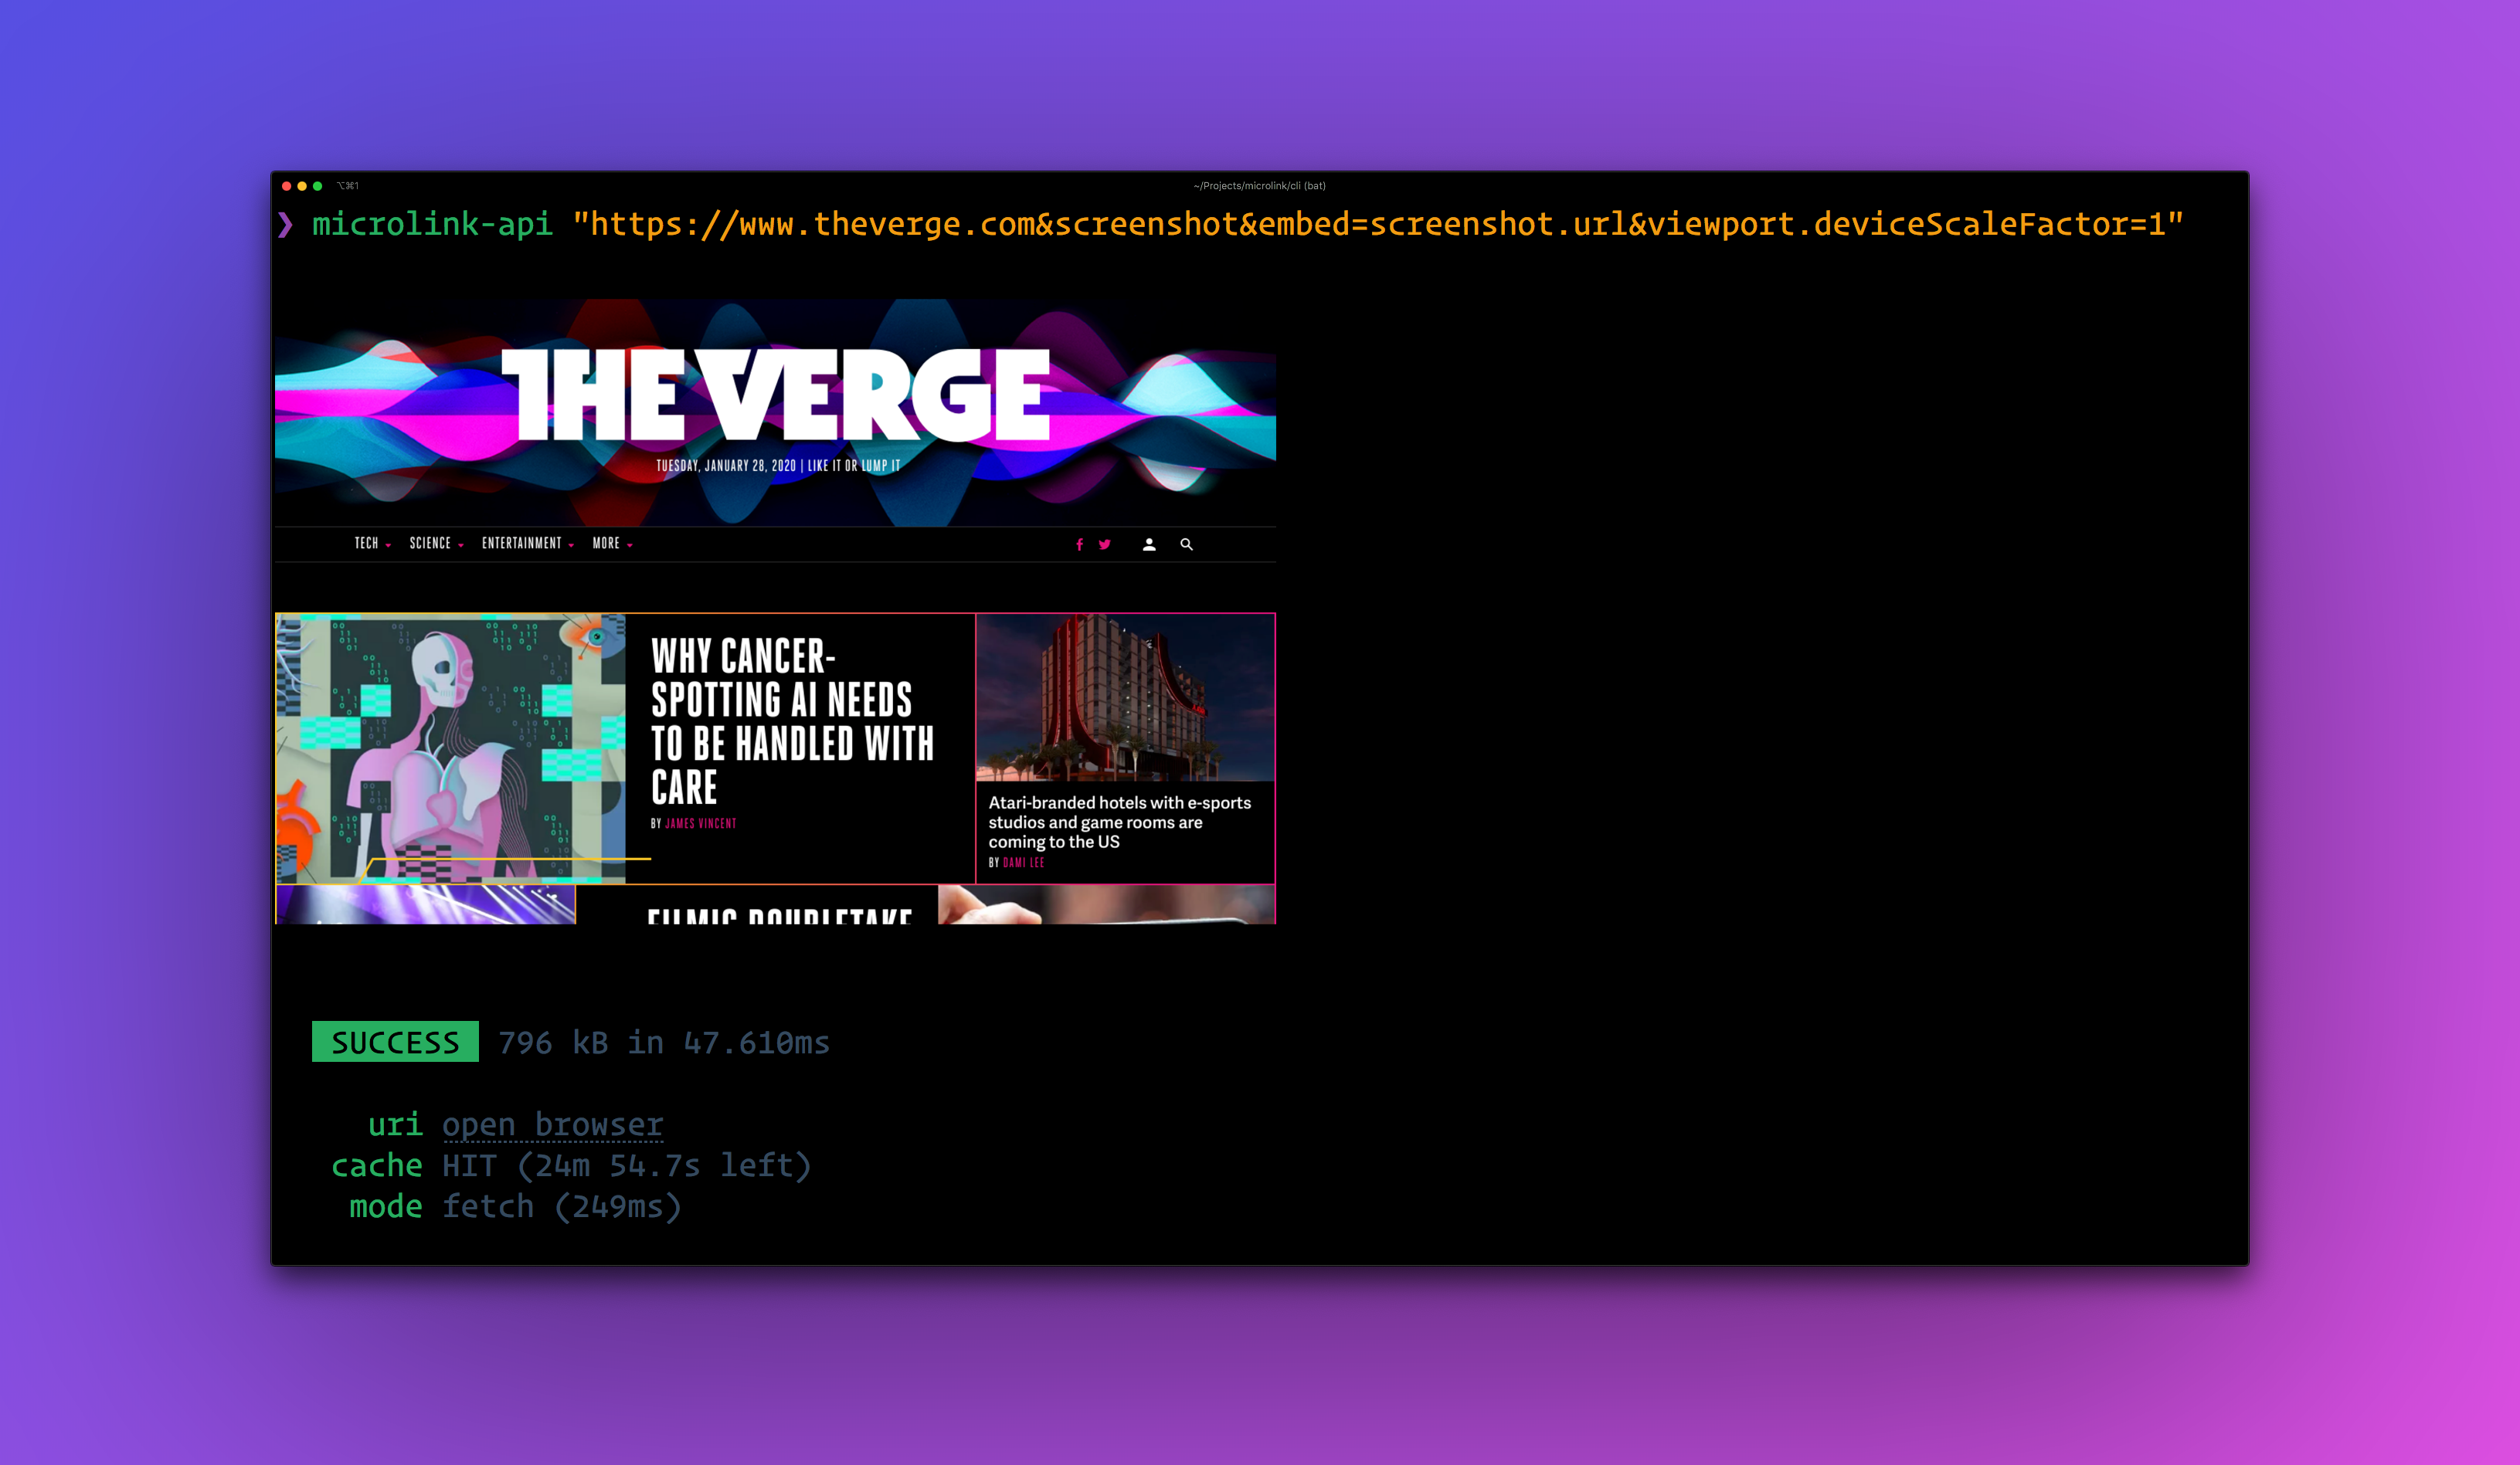 ⌥⌘1
~/Projects/microlink/cli (bat)
❯ microlink-api "https://www.theverge.com&screenshot&embed=screenshot.url&viewport.deviceScaleFactor=1"
THE VERGE
TUESDAY, JANUARY 28, 2020 | LIKE IT OR LUMP IT
TECH SCIENCE ENTERTAINMENT MORE
WHY CANCER-
SPOTTING AI NEEDS
TO BE HANDLED WITH
CARE
BY JAMES VINCENT
Atari-branded hotels with e-sports
studios and game rooms are
coming to the US
BY DAMI LEE
FILMIC DOUBLETAKE
SUCCESS 796 kB in 47.610ms
uri open browser
cache HIT (24m 54.7s left)
mode fetch (249ms)